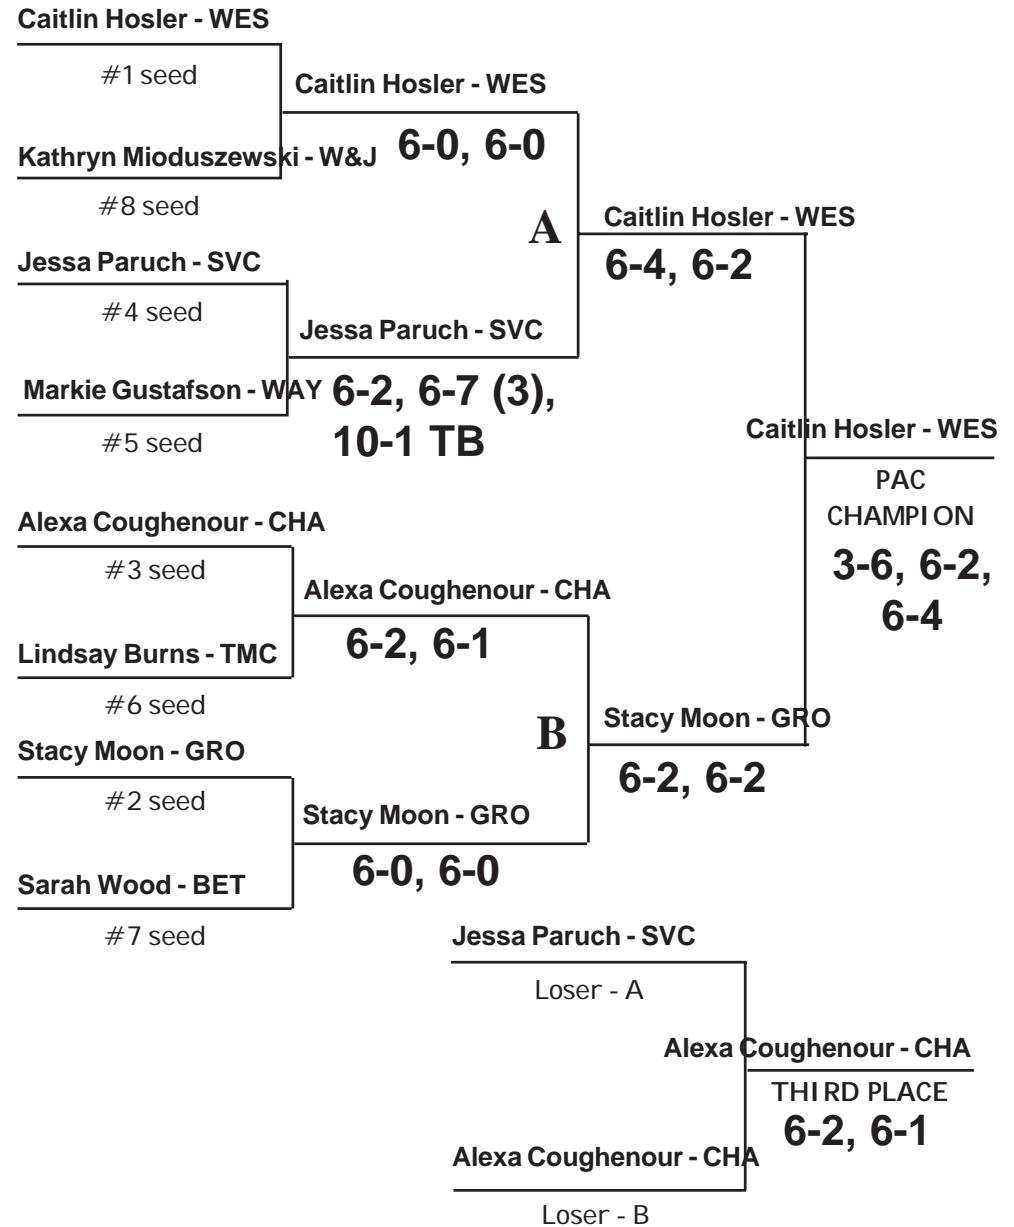 Caitlin Hosler - WES
#1 seed
Caitlin Hosler - WES
6-0, 6-0
Kathryn Mioduszewski - W&J
#8 seed
A
Caitlin Hosler - WES
6-4, 6-2
Jessa Paruch - SVC
#4 seed
Jessa Paruch - SVC
Markie Gustafson - WAY
6-2, 6-7 (3),
10-1 TB
#5 seed
Caitlin Hosler - WES
PAC
CHAMPION
3-6, 6-2,
6-4
Alexa Coughenour - CHA
#3 seed
Alexa Coughenour - CHA
6-2, 6-1
Lindsay Burns - TMC
#6 seed
B
Stacy Moon - GRO
6-2, 6-2
Stacy Moon - GRO
#2 seed
Stacy Moon - GRO
6-0, 6-0
Sarah Wood - BET
#7 seed
Jessa Paruch - SVC
Loser - A
Alexa Coughenour - CHA
THIRD PLACE
6-2, 6-1
Alexa Coughenour - CHA
Loser - B